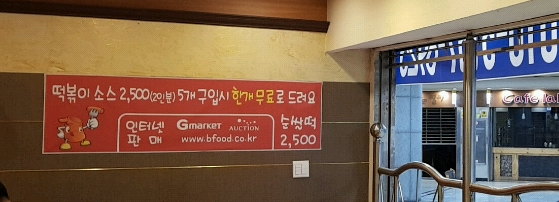 떡볶이 소스 2,500(2인분) 5개 구입시 한개 무료로 드려요
인터넷 판매
Gmarket AUCTION
www.bfood.co.kr
순쌀떡
2,500
Cafe